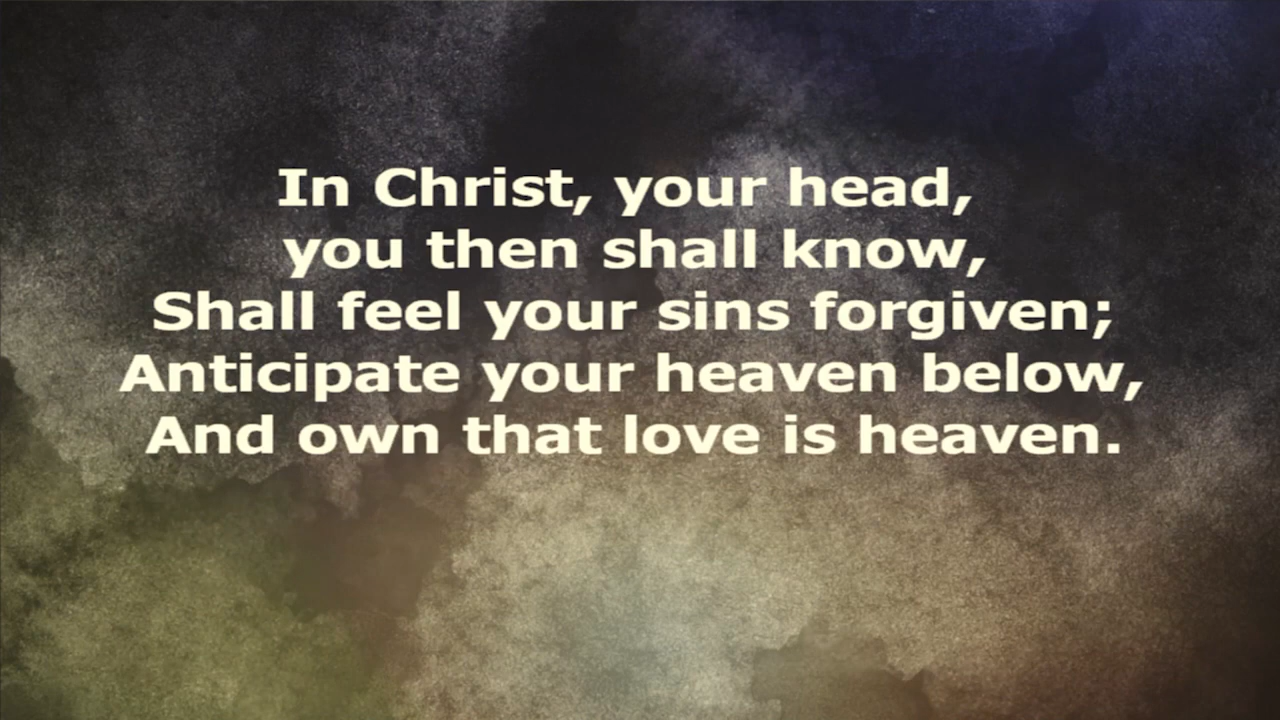 In Christ, your head,
you then shall know,
Shall feel your sins forgiven;
Anticipate your heaven below,
And own that love is heaven.